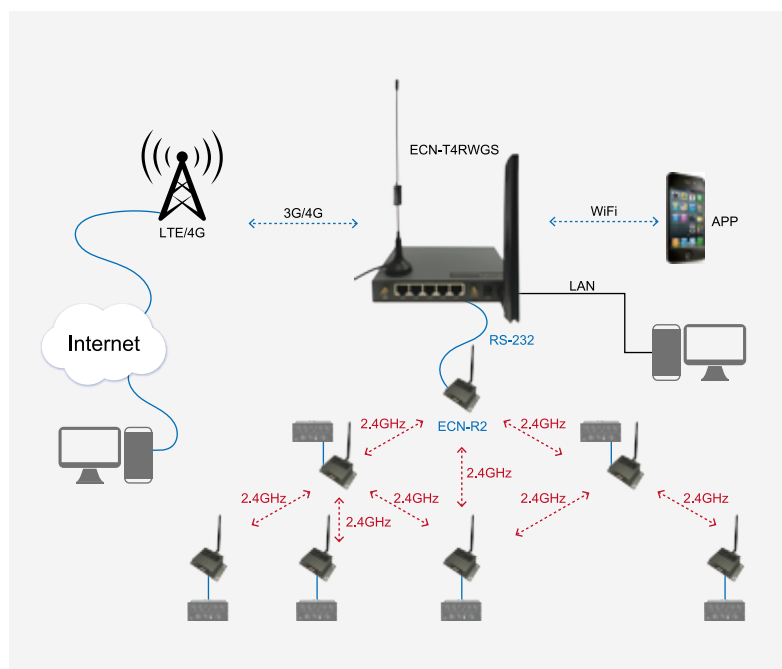 ECN-T4RWGS
3G/4G
WiFi
LTE/4G
APP
LAN
Internet
RS-232
2.4GHz
ECN-R2
2.4GHz
2.4GHz
2.4GHz
2.4GHz
2.4GHz
2.4GHz
2.4GHz
2.4GHz